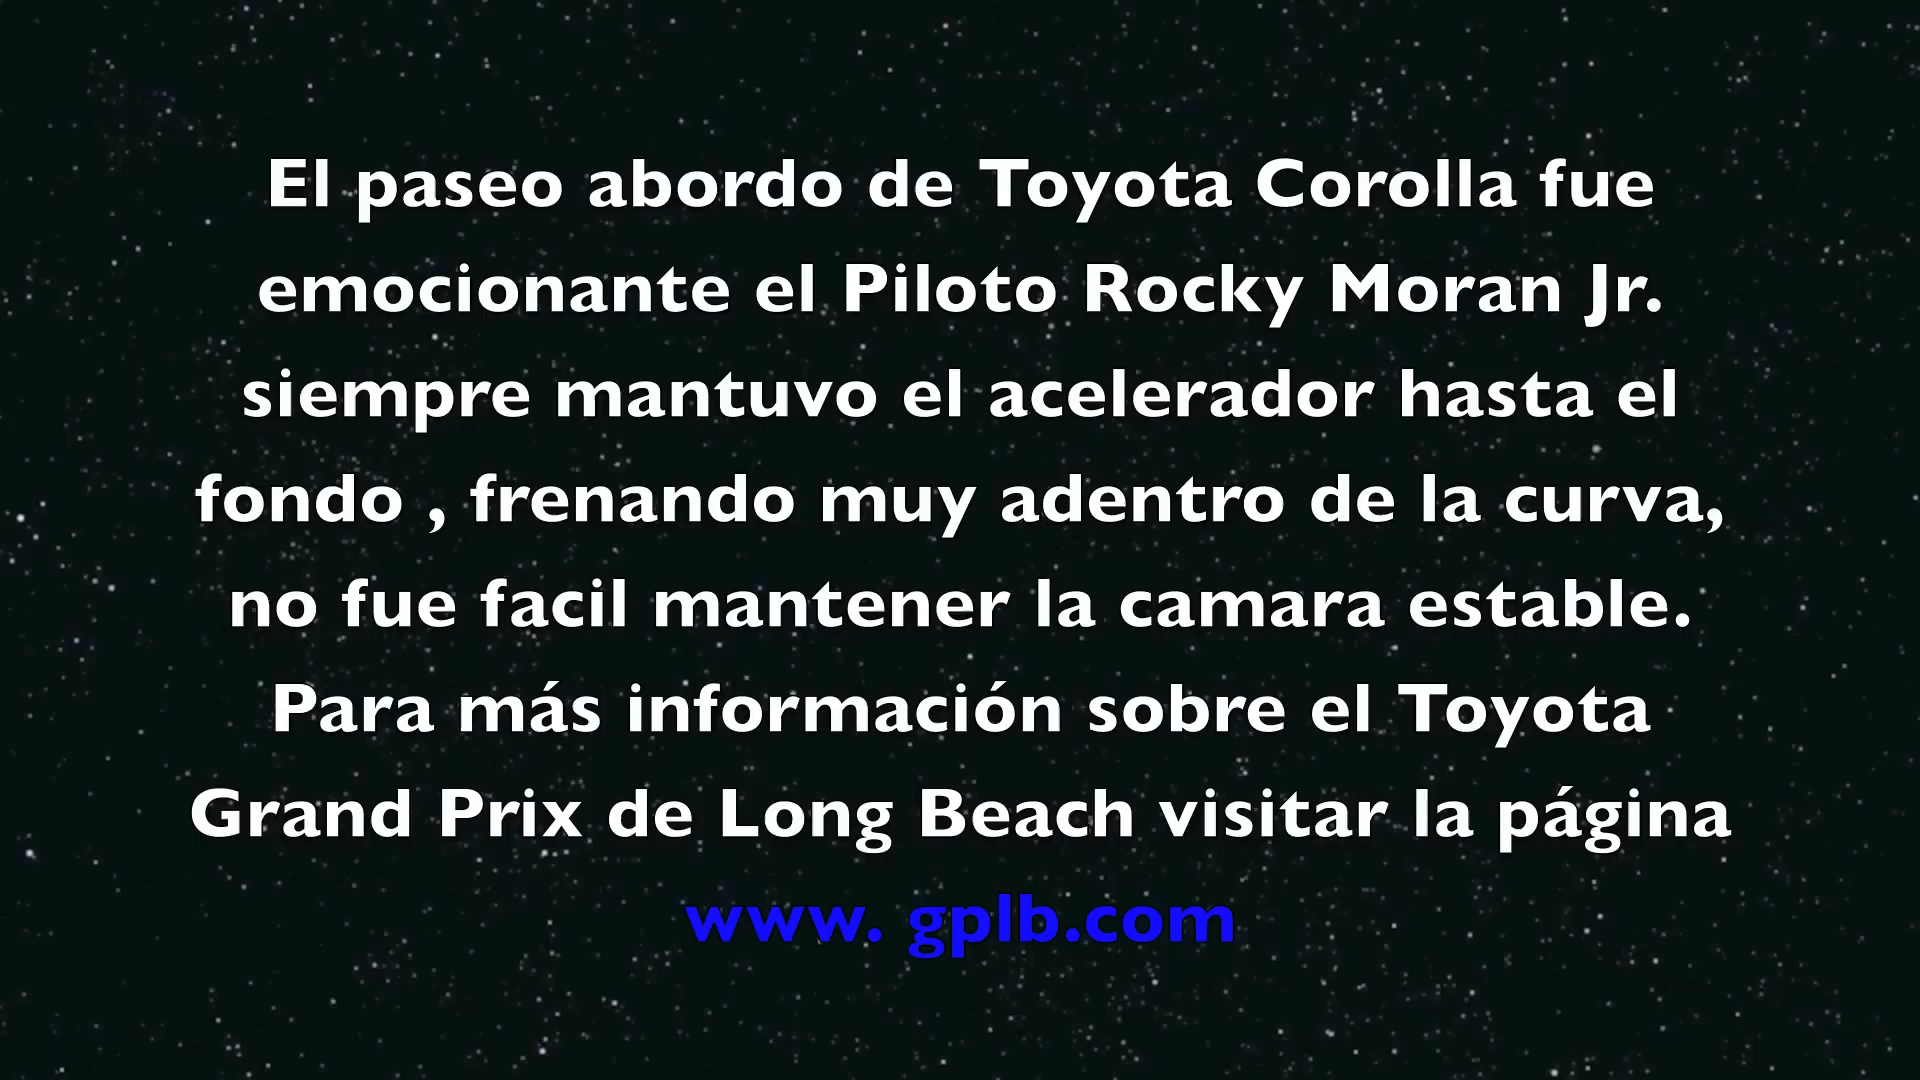 El paseo abordo de Toyota Corolla fue
emocionante el Piloto Rocky Moran Jr.
siempre mantuvo el acelerador hasta el
fondo , frenando muy adentro de la curva,
no fue facil mantener la camara estable.
Para más información sobre el Toyota
Grand Prix de Long Beach visitar la página
www. gplb.com